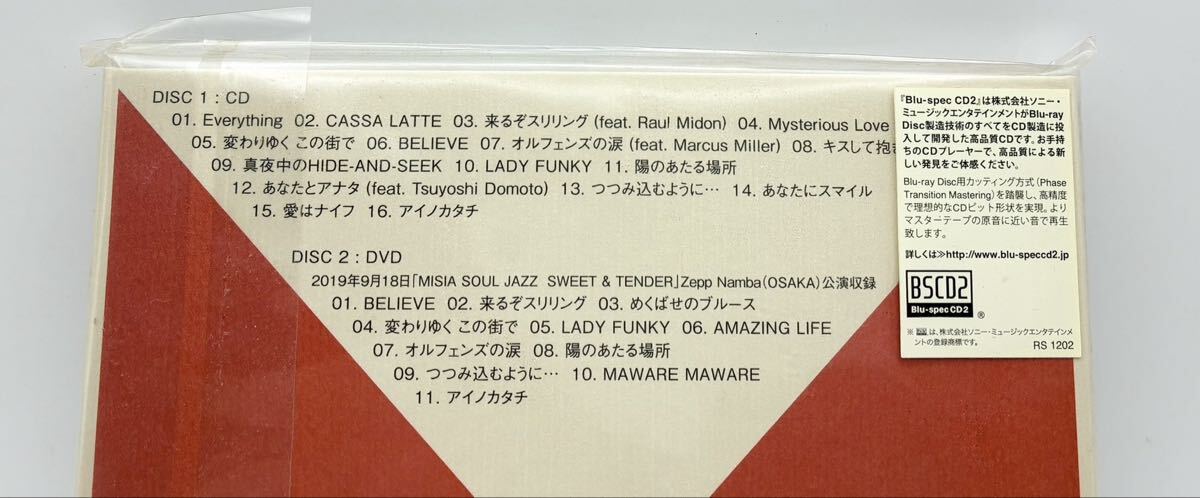 DISC 1 : CD
01. Everything 02. CASSA LATTE 03. 来るぞスリリング (feat. Raul Midon) 04. Mysterious Love
05. 変わりゆく この街で 06. BELIEVE 07. オルフェンズの涙 (feat. Marcus Miller) 08. キスして抱き
09. 真夜中のHIDE-AND-SEEK 10. LADY FUNKY 11. 陽のあたる場所
12. あなたとアナタ (feat. Tsuyoshi Domoto) 13. つつみ込むように… 14. あなたにスマイル
15. 愛はナイフ 16. アイノカタチ
DISC 2 : DVD
2019年9月18日「MISIA SOUL JAZZ SWEET & TENDER」Zepp Namba(OSAKA)公演収録
01. BELIEVE 02. 来るぞスリリング 03. めくばせのブルース
04. 変わりゆく この街で 05. LADY FUNKY 06. AMAZING LIFE
07. オルフェンズの涙 08. 陽のあたる場所
09. つつみ込むように… 10. MAWARE MAWARE
11. アイノカタチ
『Blu-spec CD2』は株式会社ソニー・
ミュージックエンタテインメントがBlu-ray
Disc製造技術のすべてをCD製造に投
入して開発した高品質CDです。お手持
ちのCDプレーヤーで、高品質による新
しい発見をご体感ください。
Blu-ray Disc用カッティング方式(Phase
Transition Mastering)を踏襲し、高精度
で理想的なCDピット形状を実現。より
マスターテープの原音に近い音で再生
致します。
詳しくは≫http://www.blu-speccd2.jp
BSCD2
Blu-spec CD2 ®
※ は、株式会社ソニー・ミュージックエンタテインメ
ントの登録商標です。 RS 1202